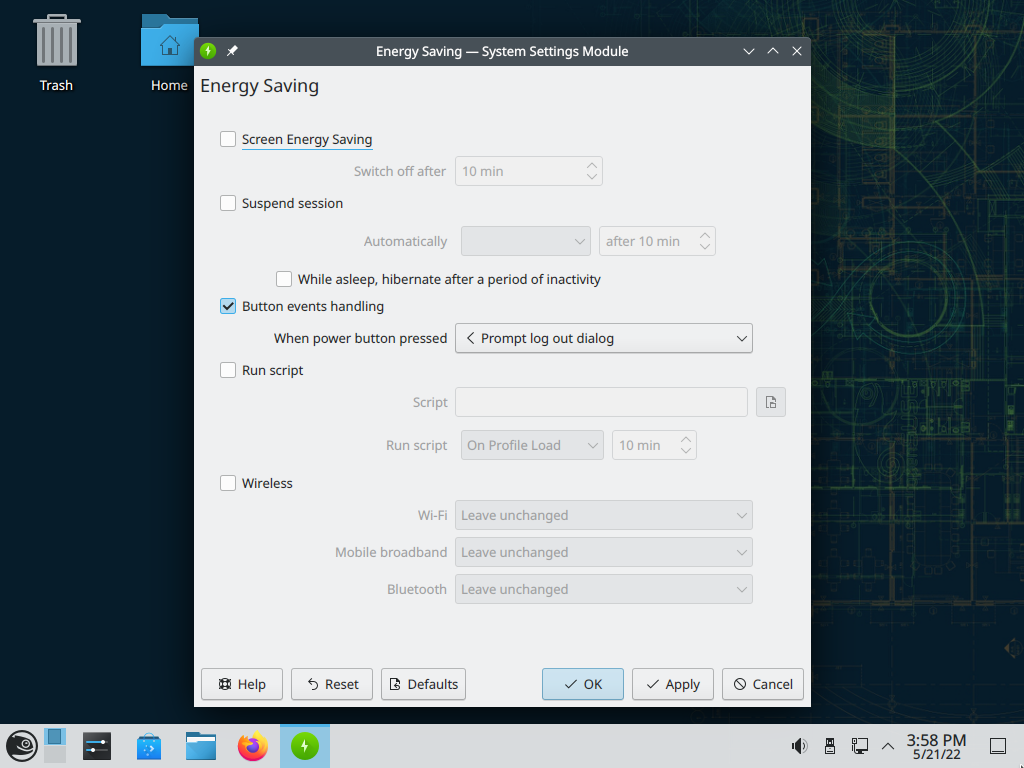 Trash
Home
Energy Saving — System Settings Module
Energy Saving
Screen Energy Saving
Switch off after 10 min
Suspend session
Automatically after 10 min
While asleep, hibernate after a period of inactivity
Button events handling
When power button pressed Prompt log out dialog
Run script
Script
Run script On Profile Load 10 min
Wireless
Wi-Fi Leave unchanged
Mobile broadband Leave unchanged
Bluetooth Leave unchanged
Help Reset Defaults OK Apply Cancel
3:58 PM
5/21/22